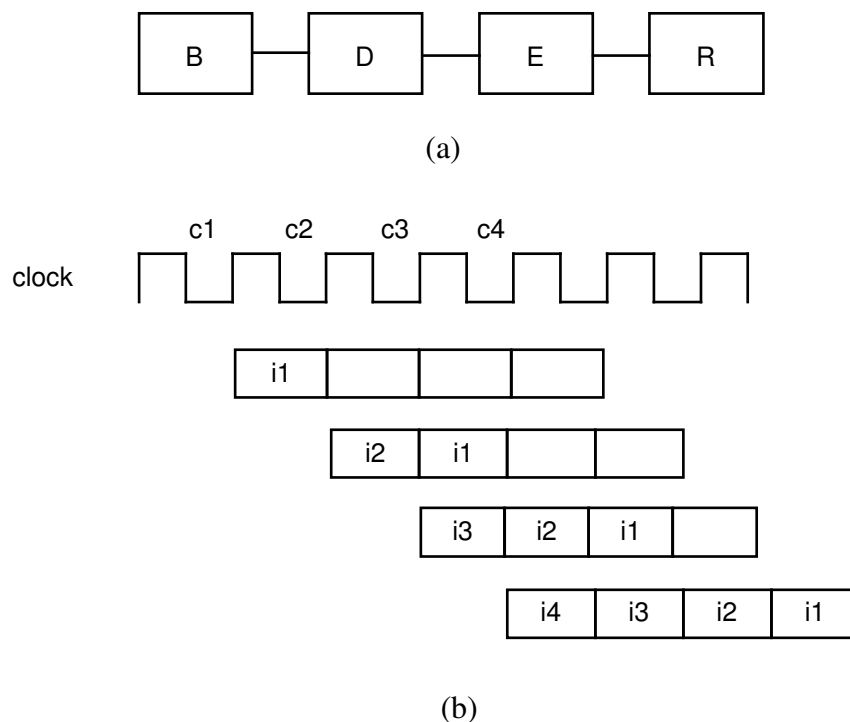 B D E R
(a)
c1 c2 c3 c4
clock
i1
i2 i1
i3 i2 i1
i4 i3 i2 i1
(b)